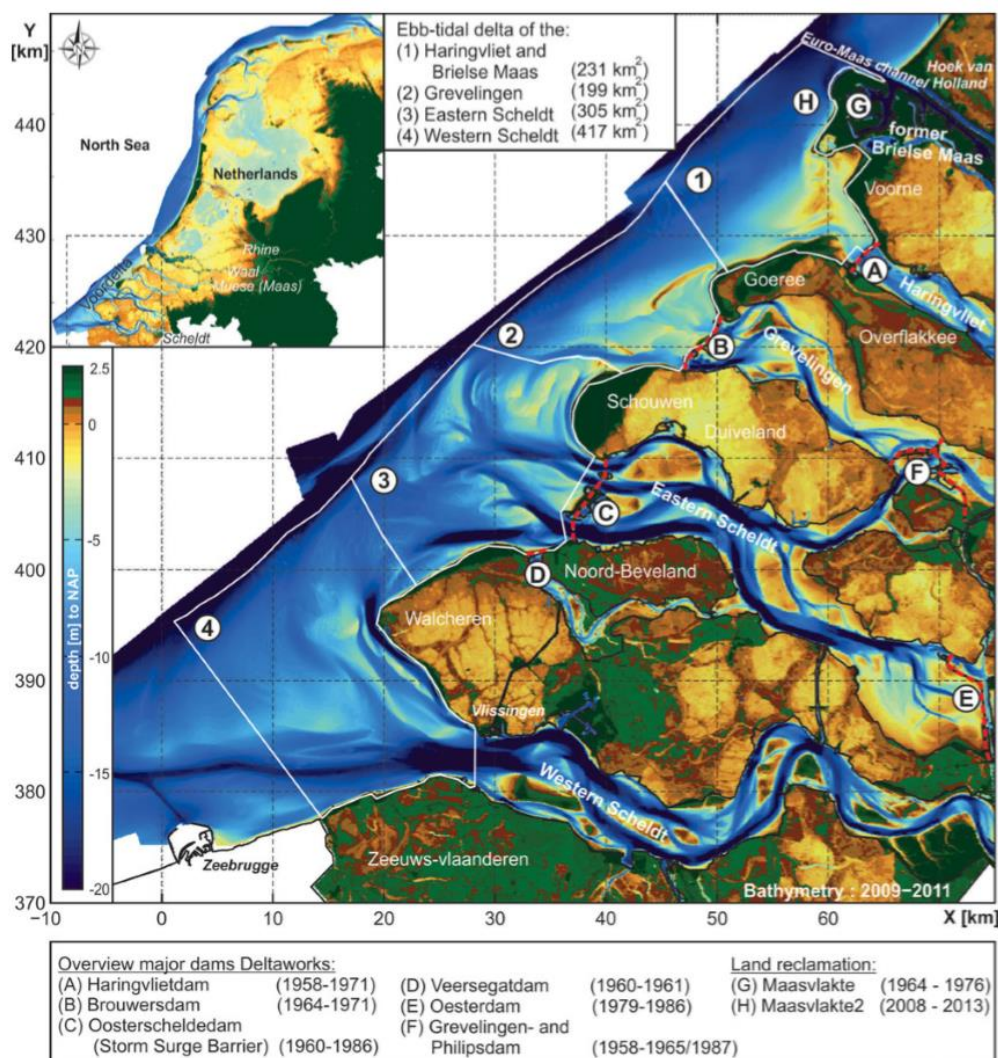 Y
[km]
440
430
420
410
400
390
380
370
North Sea
Netherlands
Rhine
Waal
Muese (Maas)
Voordelta
Scheldt
Ebb-tidal delta of the:
(1) Haringvliet and
Brielse Maas (231 km²)
(2) Grevelingen (199 km²)
(3) Eastern Scheldt (305 km²)
(4) Western Scheldt (417 km²)
Euro-Maas channel
Hoek van
Holland
H
G
former
Brielse Maas
1
Voorne
A
Haringvliet
Goeree
Overflakkee
2
B
Grevelingen
Schouwen
Duiveland
F
3
C
Eastern Scheldt
D
Noord-Beveland
Walcheren
4
E
Vlissingen
Western Scheldt
Zeebrugge
Zeeuws-vlaanderen
Bathymetry : 2009-2011
2.5
0
-5
-10
-15
-20
depth [m] to NAP
-10 0 10 20 30 40 50 60 X [km]
Overview major dams Deltaworks:
(A) Haringvlietdam (1958-1971)
(B) Brouwersdam (1964-1971)
(C) Oosterscheldedam
(Storm Surge Barrier) (1960-1986)
(D) Veersegatdam (1960-1961)
(E) Oesterdam (1979-1986)
(F) Grevelingen- and
Philipsdam (1958-1965/1987)
Land reclamation:
(G) Maasvlakte (1964 - 1976)
(H) Maasvlakte2 (2008 - 2013)